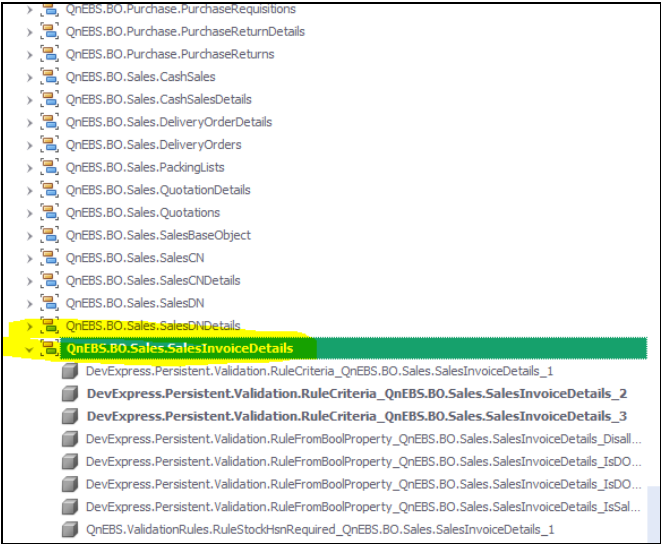 QnEBS.BO.Purchase.PurchaseRequisitions
QnEBS.BO.Purchase.PurchaseReturnDetails
QnEBS.BO.Purchase.PurchaseReturns
QnEBS.BO.Sales.CashSales
QnEBS.BO.Sales.CashSalesDetails
QnEBS.BO.Sales.DeliveryOrderDetails
QnEBS.BO.Sales.DeliveryOrders
QnEBS.BO.Sales.PackingLists
QnEBS.BO.Sales.QuotationDetails
QnEBS.BO.Sales.Quotations
QnEBS.BO.Sales.SalesBaseObject
QnEBS.BO.Sales.SalesCN
QnEBS.BO.Sales.SalesCNDetails
QnEBS.BO.Sales.SalesDN
QnEBS.BO.Sales.SalesDNDetails
QnEBS.BO.Sales.SalesInvoiceDetails
DevExpress.Persistent.Validation.RuleCriteria_QnEBS.BO.Sales.SalesInvoiceDetails_1
DevExpress.Persistent.Validation.RuleCriteria_QnEBS.BO.Sales.SalesInvoiceDetails_2
DevExpress.Persistent.Validation.RuleCriteria_QnEBS.BO.Sales.SalesInvoiceDetails_3
DevExpress.Persistent.Validation.RuleFromBoolProperty_QnEBS.BO.Sales.SalesInvoiceDetails_Disall...
DevExpress.Persistent.Validation.RuleFromBoolProperty_QnEBS.BO.Sales.SalesInvoiceDetails_IsDO...
DevExpress.Persistent.Validation.RuleFromBoolProperty_QnEBS.BO.Sales.SalesInvoiceDetails_IsDO...
DevExpress.Persistent.Validation.RuleFromBoolProperty_QnEBS.BO.Sales.SalesInvoiceDetails_IsSal...
QnEBS.ValidationRules.RuleStockHsnRequired_QnEBS.BO.Sales.SalesInvoiceDetails_1